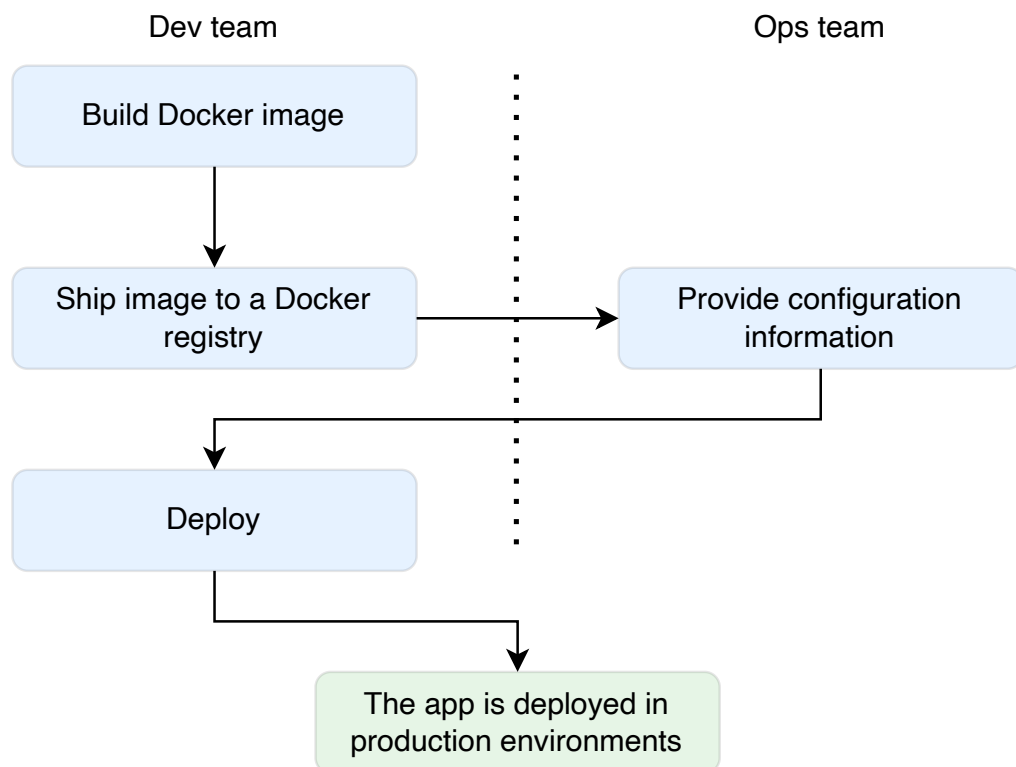 Dev team
Ops team
Build Docker image
Ship image to a Docker
registry
Provide configuration
information
Deploy
The app is deployed in
production environments